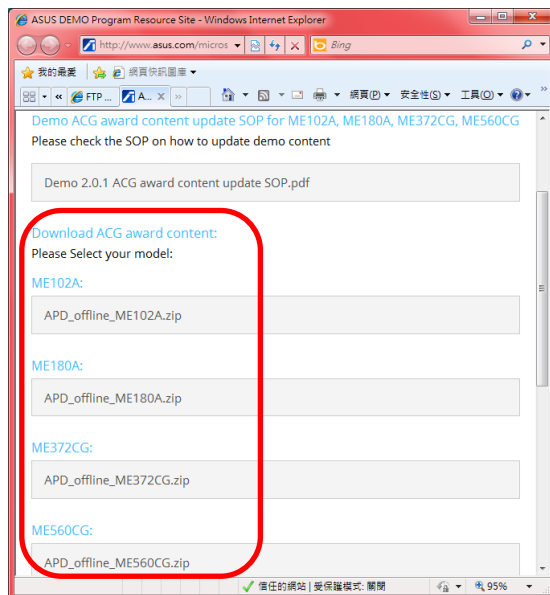 ASUS DEMO Program Resource Site - Windows Internet Explorer
http://www.asus.com/micros Bing
我的最愛 網頁快訊圖庫
FTP ... A... 網頁(P) 安全性(S) 工具(O)
Demo ACG award content update SOP for ME102A, ME180A, ME372CG, ME560CG
Please check the SOP on how to update demo content
Demo 2.0.1 ACG award content update SOP.pdf
Download ACG award content:
Please Select your model:
ME102A:
APD_offline_ME102A.zip
ME180A:
APD_offline_ME180A.zip
ME372CG:
APD_offline_ME372CG.zip
ME560CG:
APD_offline_ME560CG.zip
信任的網站 | 受保護模式: 關閉 95%